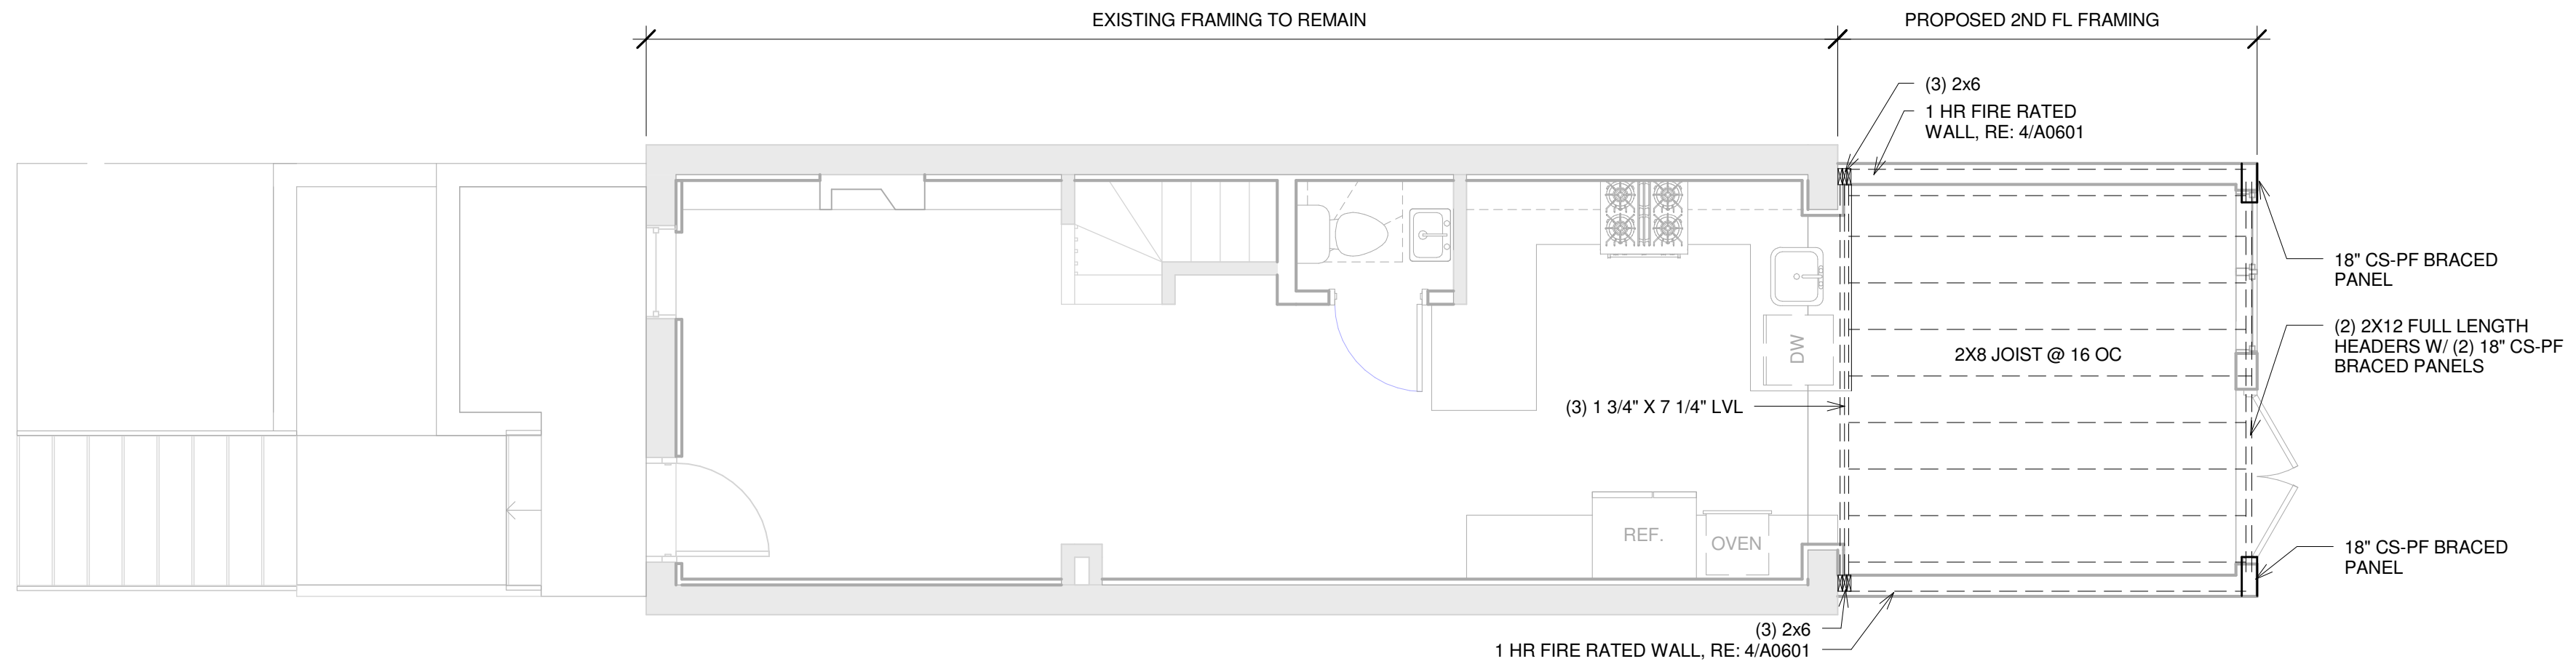 EXISTING FRAMING TO REMAIN
PROPOSED 2ND FL FRAMING
(3) 2x6
1 HR FIRE RATED
WALL, RE: 4/A0601
18" CS-PF BRACED
PANEL
(2) 2X12 FULL LENGTH
HEADERS W/ (2) 18" CS-PF
BRACED PANELS
2X8 JOIST @ 16 OC
DW
(3) 1 3/4" X 7 1/4" LVL
REF.
OVEN
18" CS-PF BRACED
PANEL
(3) 2x6
1 HR FIRE RATED WALL, RE: 4/A0601